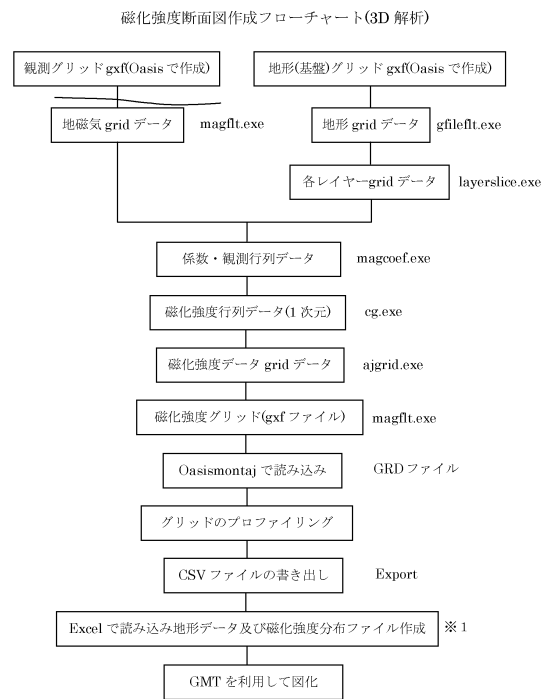 磁化強度断面図作成フローチャート(3D 解析)
観測グリッド gxf(Oasis で作成)
地形(基盤)グリッド gxf(Oasis で作成)
地磁気 grid データ
magflt.exe
地形 grid データ
gfileflt.exe
各レイヤーgrid データ
layerslice.exe
係数・観測行列データ
magcoef.exe
磁化強度行列データ(1 次元)
cg.exe
磁化強度データ grid データ
ajgrid.exe
磁化強度グリッド(gxf ファイル)
magflt.exe
Oasismontaj で読み込み
GRD ファイル
グリッドのプロファイリング
CSV ファイルの書き出し
Export
Excel で読み込み地形データ及び磁化強度分布ファイル作成
※1
GMT を利用して図化